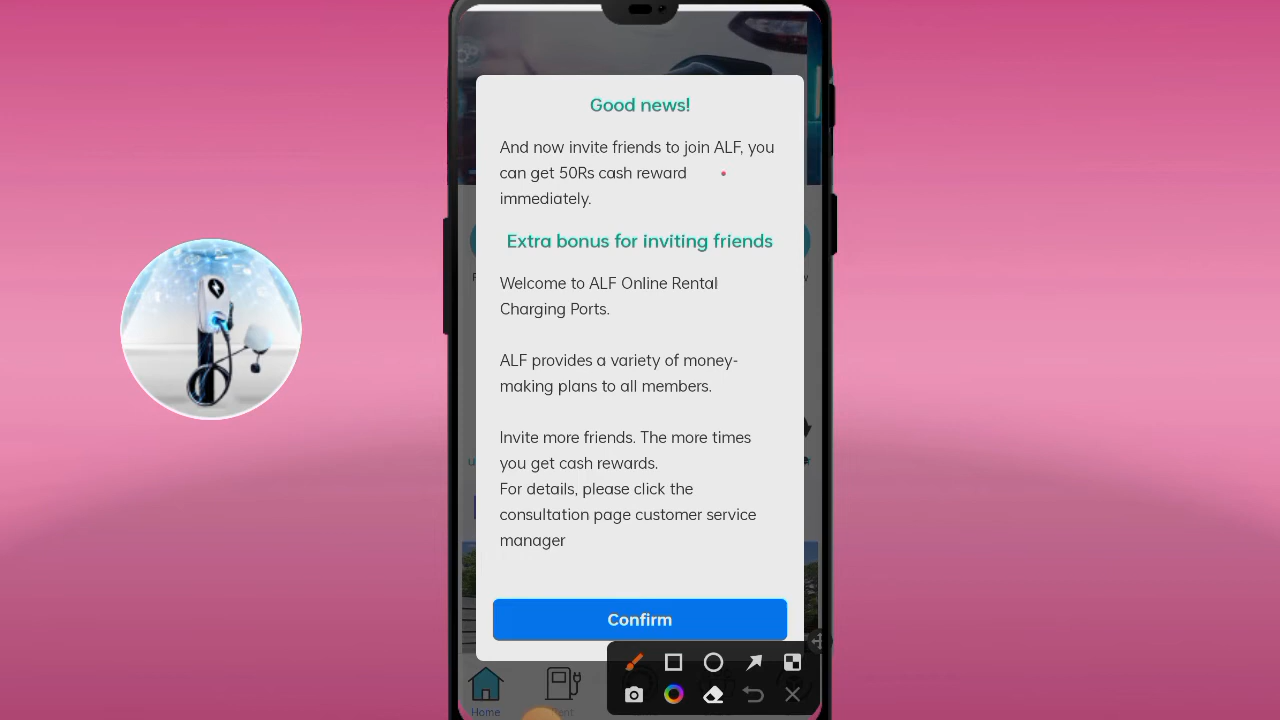 Good news!
And now invite friends to join ALF, you
can get 50Rs cash reward
immediately.
Extra bonus for inviting friends
Welcome to ALF Online Rental
Charging Ports.
ALF provides a variety of money-
making plans to all members.
Invite more friends. The more times
you get cash rewards.
For details, please click the
consultation page customer service
manager
Confirm
Home